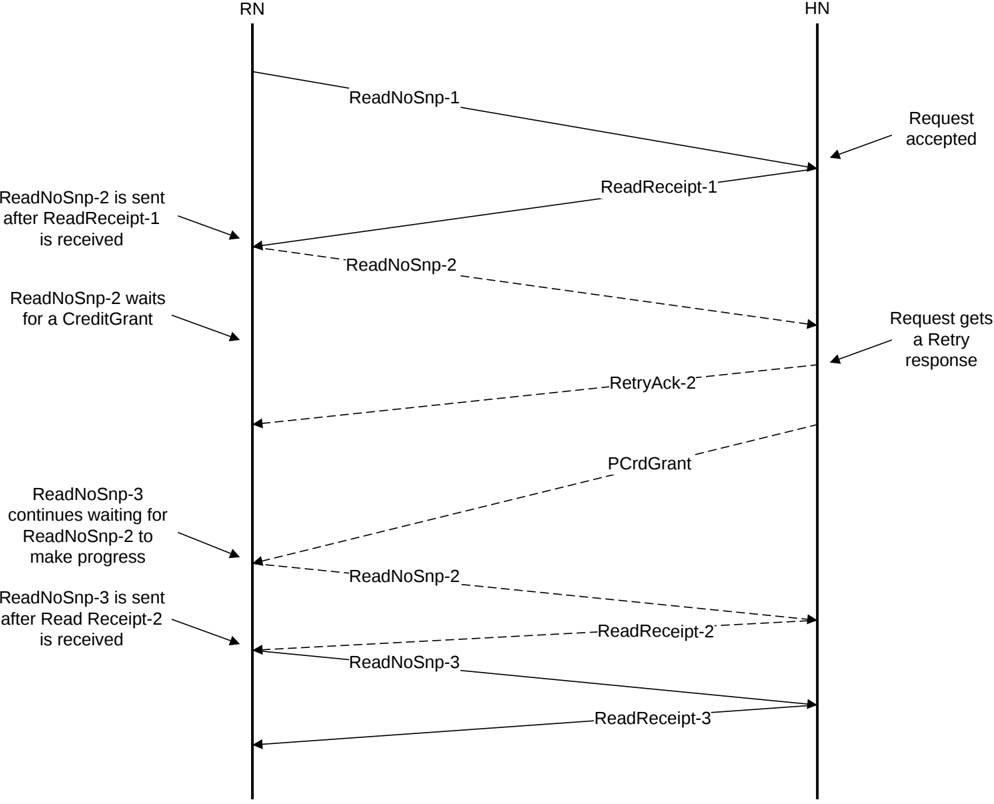 RN
HN
ReadNoSnp-1
Request
accepted
ReadReceipt-1
ReadNoSnp-2 is sent
after ReadReceipt-1
is received
ReadNoSnp-2
ReadNoSnp-2 waits
for a CreditGrant
Request gets
a Retry
response
RetryAck-2
PCrdGrant
ReadNoSnp-3
continues waiting for
ReadNoSnp-2 to
make progress
ReadNoSnp-2
ReadNoSnp-3 is sent
after Read Receipt-2
is received
ReadReceipt-2
ReadNoSnp-3
ReadReceipt-3